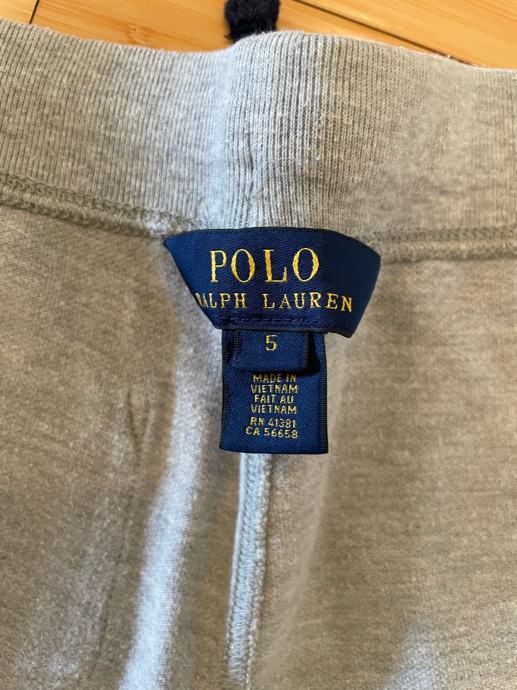 POLO
RALPH LAUREN
5
MADE IN
VIETNAM
FAIT AU
VIETNAM
RN 41381
CA 56658